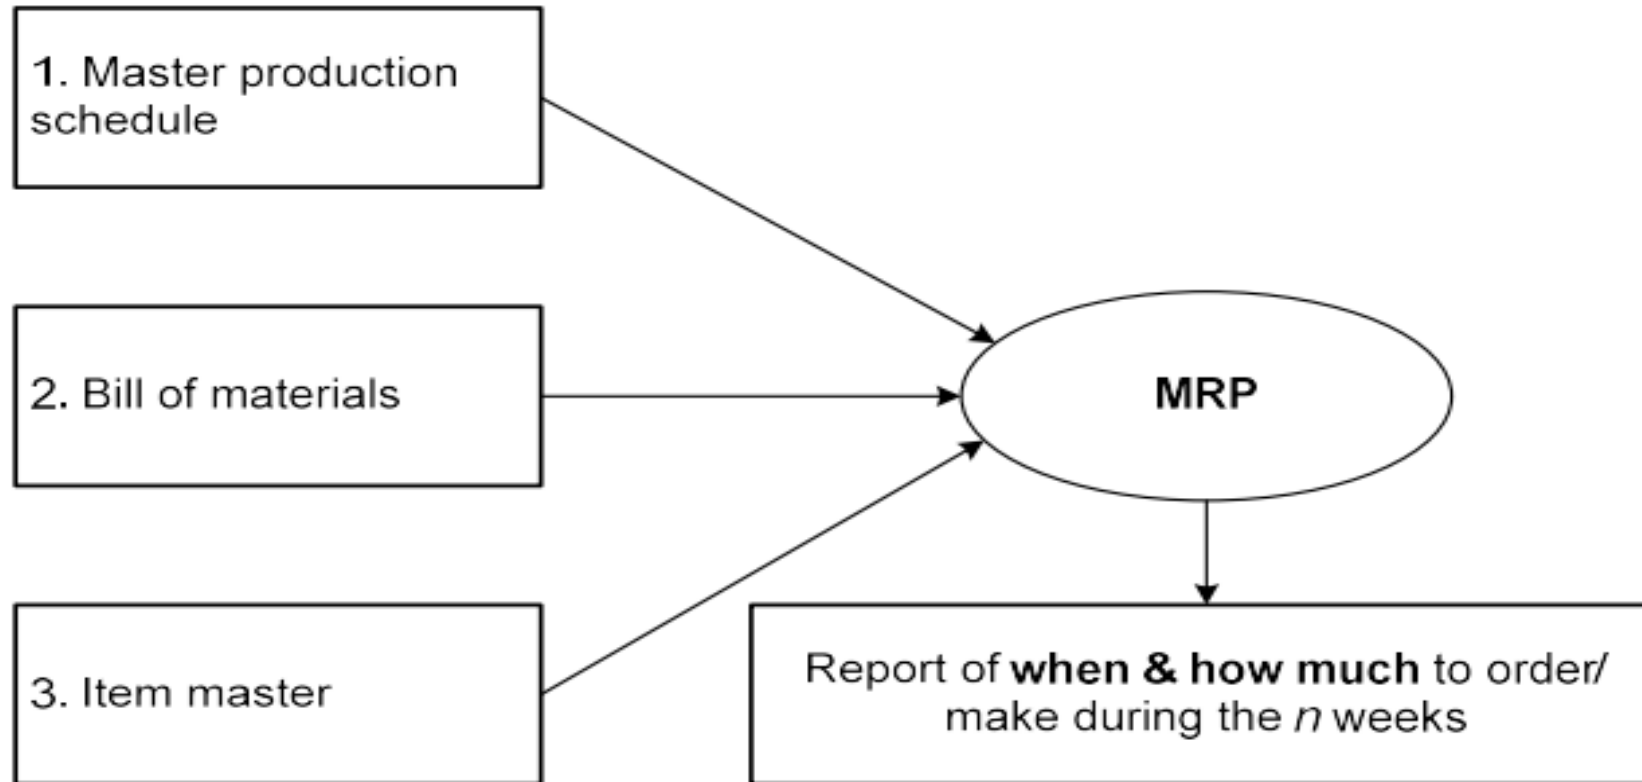 1. Master production
schedule
2. Bill of materials
MRP
3. Item master
Report of when & how much to order/
make during the n weeks